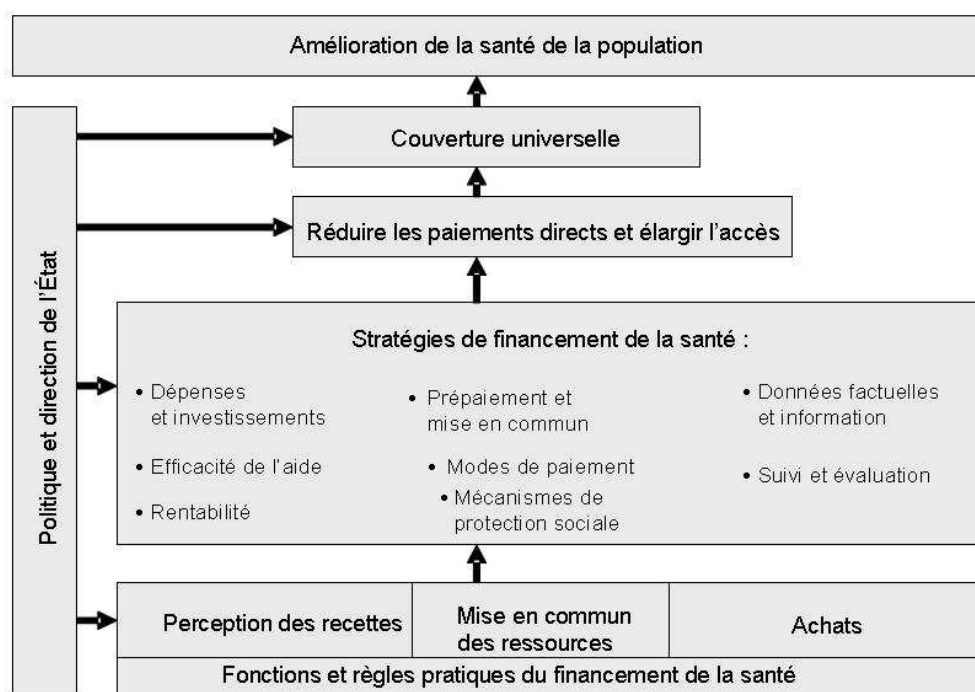 Amélioration de la santé de la population
Couverture universelle
Réduire les paiements directs et élargir l'accès
Politique et direction de l'État
Stratégies de financement de la santé :
• Dépenses
et investissements
• Efficacité de l'aide
• Rentabilité
• Prépaiement et
mise en commun
• Modes de paiement
• Mécanismes de
protection sociale
• Données factuelles
et information
• Suivi et évaluation
Perception des recettes
Mise en commun
des ressources
Achats
Fonctions et règles pratiques du financement de la santé